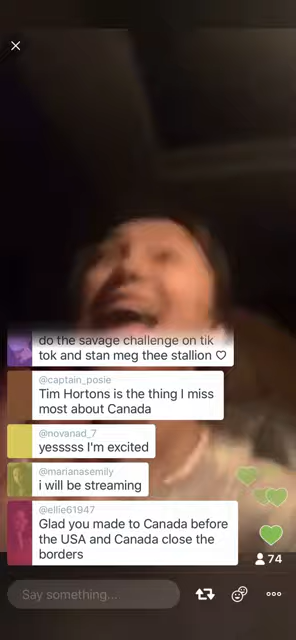 do the savage challenge on tik
tok and stan meg thee stallion ♡
@captain_posie
Tim Hortons is the thing I miss
most about Canada
@novanad_7
yesssss I'm excited
@marianasemily
i will be streaming
@ellie61947
Glad you made to Canada before
the USA and Canada close the
borders
74
Say something...